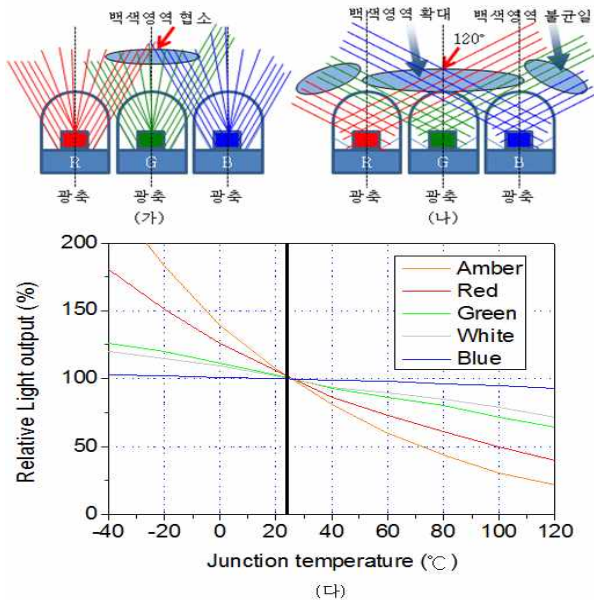 백색영역 협소
R G B
광축 광축 광축
(가)
백색영역 확대 백색영역 불균일
120°
R G B
광축 광축 광축
(나)
Relative Light output (%)
200
150
100
50
0
Amber
Red
Green
White
Blue
-40 -20 0 20 40 60 80 100 120
Junction temperature (℃)
(다)